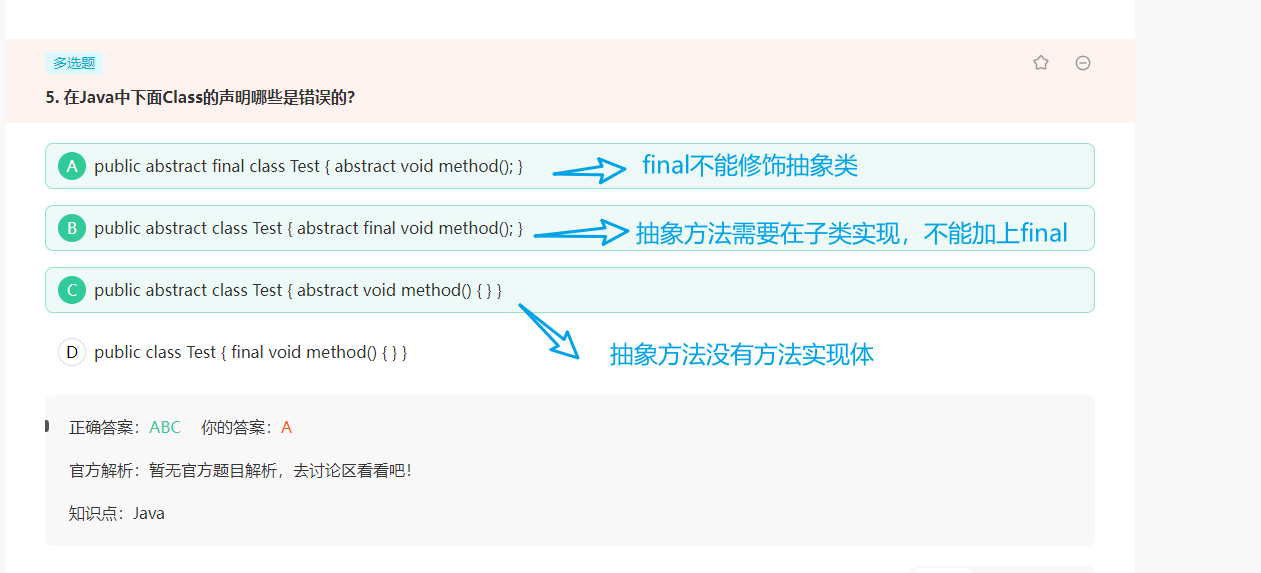 多选题
5. 在Java中下面Class的声明哪些是错误的?
A public abstract final class Test { abstract void method(); } final不能修饰抽象类
B public abstract class Test { abstract final void method(); } 抽象方法需要在子类实现，不能加上final
C public abstract class Test { abstract void method() { } }
D public class Test { final void method() { } } 抽象方法没有方法实现体
正确答案：ABC 你的答案：A
官方解析：暂无官方题目解析，去讨论区看看吧！
知识点：Java